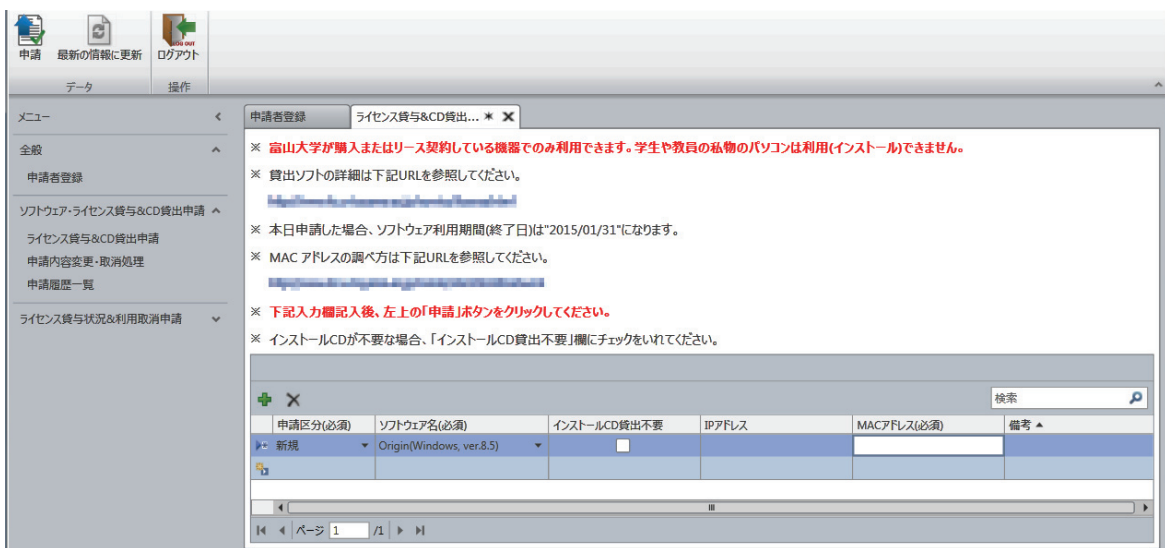 申請
最新の情報に更新
LOG OUT
ログアウト
データ
操作
メニュー
全般
申請者登録
ソフトウェア・ライセンス貸与&CD貸出申請
ライセンス貸与&CD貸出申請
申請内容変更・取消処理
申請履歴一覧
ライセンス貸与状況&利用取消申請
申請者登録
ライセンス貸与&CD貸出... *
※ 富山大学が購入またはリース契約している機器でのみ利用できます。学生や教員の私物のパソコンは利用(インストール)できません。
※ 貸出ソフトの詳細は下記URLを参照してください。
※ 本日申請した場合、ソフトウェア利用期間(終了日)は"2015/01/31"になります。
※ MAC アドレスの調べ方は下記URLを参照してください。
※ 下記入力欄記入後、左上の「申請」ボタンをクリックしてください。
※ インストールCDが不要な場合、「インストールCD貸出不要」欄にチェックをいれてください。
検索
申請区分(必須) ソフトウェア名(必須) インストールCD貸出不要 IPアドレス MACアドレス(必須) 備考
新規 Origin(Windows, ver.8.5)
ページ 1 /1